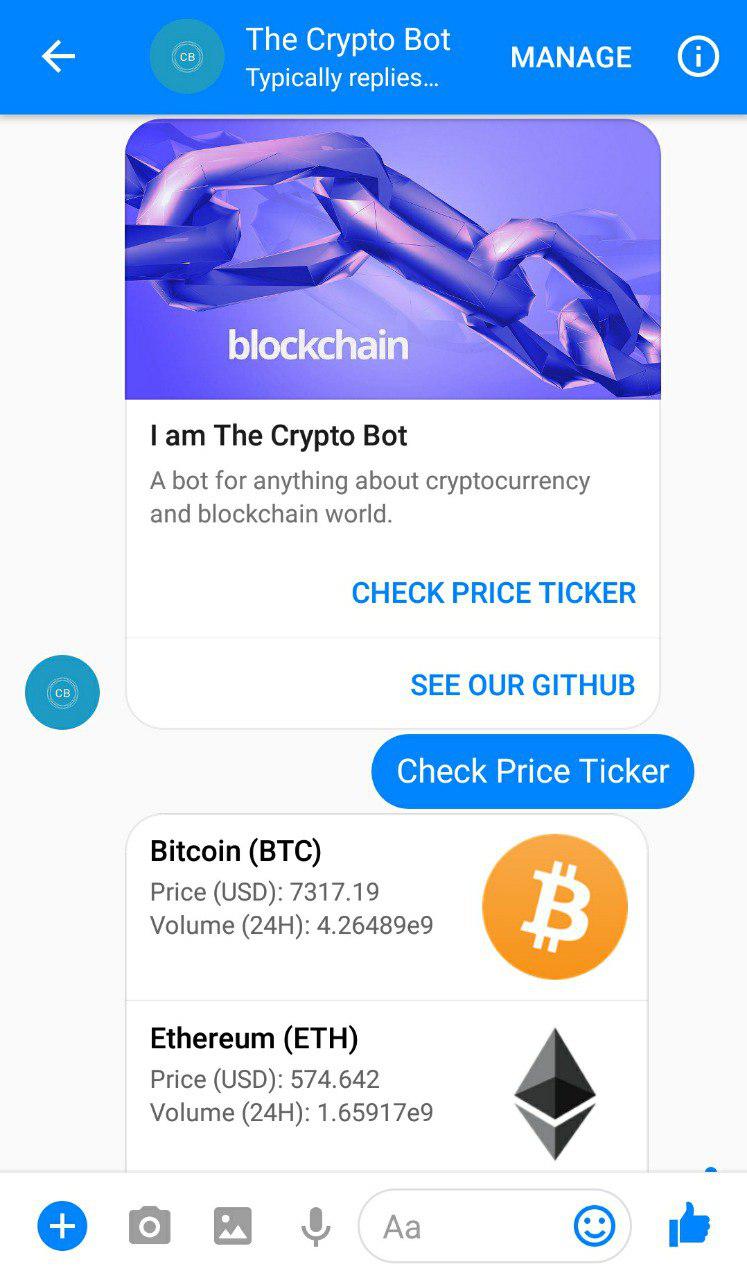 The Crypto Bot
Typically replies…
MANAGE
CB
blockchain
I am The Crypto Bot
A bot for anything about cryptocurrency
and blockchain world.
CHECK PRICE TICKER
SEE OUR GITHUB
CB
Check Price Ticker
Bitcoin (BTC)
Price (USD): 7317.19
Volume (24H): 4.26489e9
Ethereum (ETH)
Price (USD): 574.642
Volume (24H): 1.65917e9
Aa